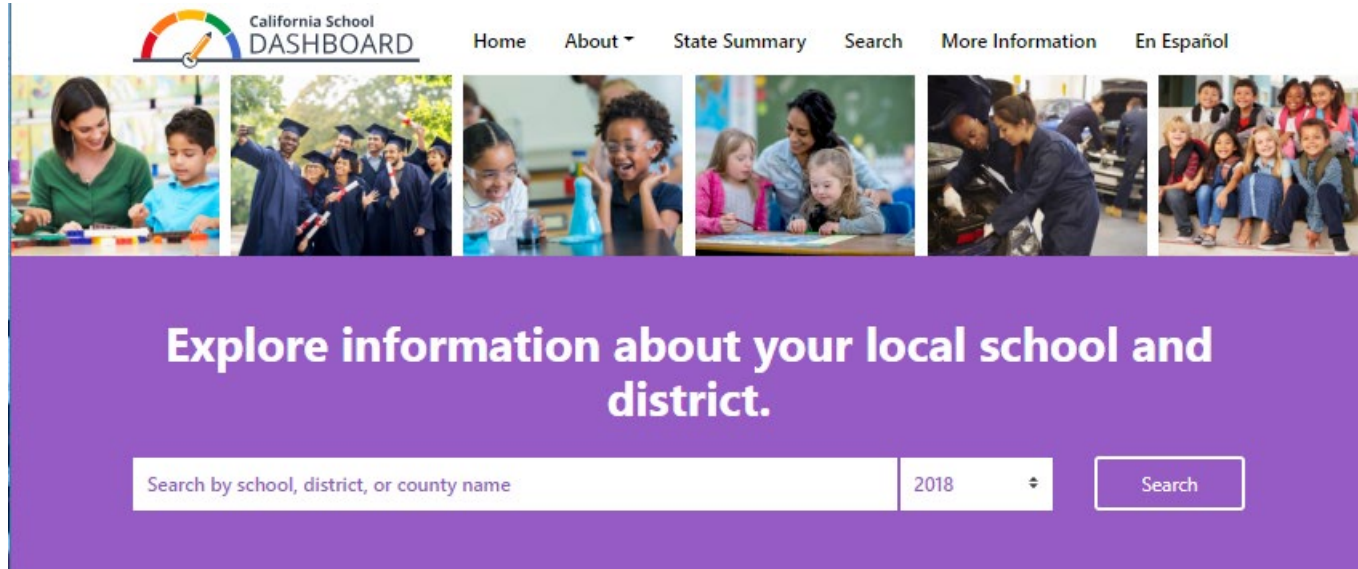 California School
DASHBOARD
Home About State Summary Search More Information En Español
Explore information about your local school and
district.
Search by school, district, or county name 2018 Search